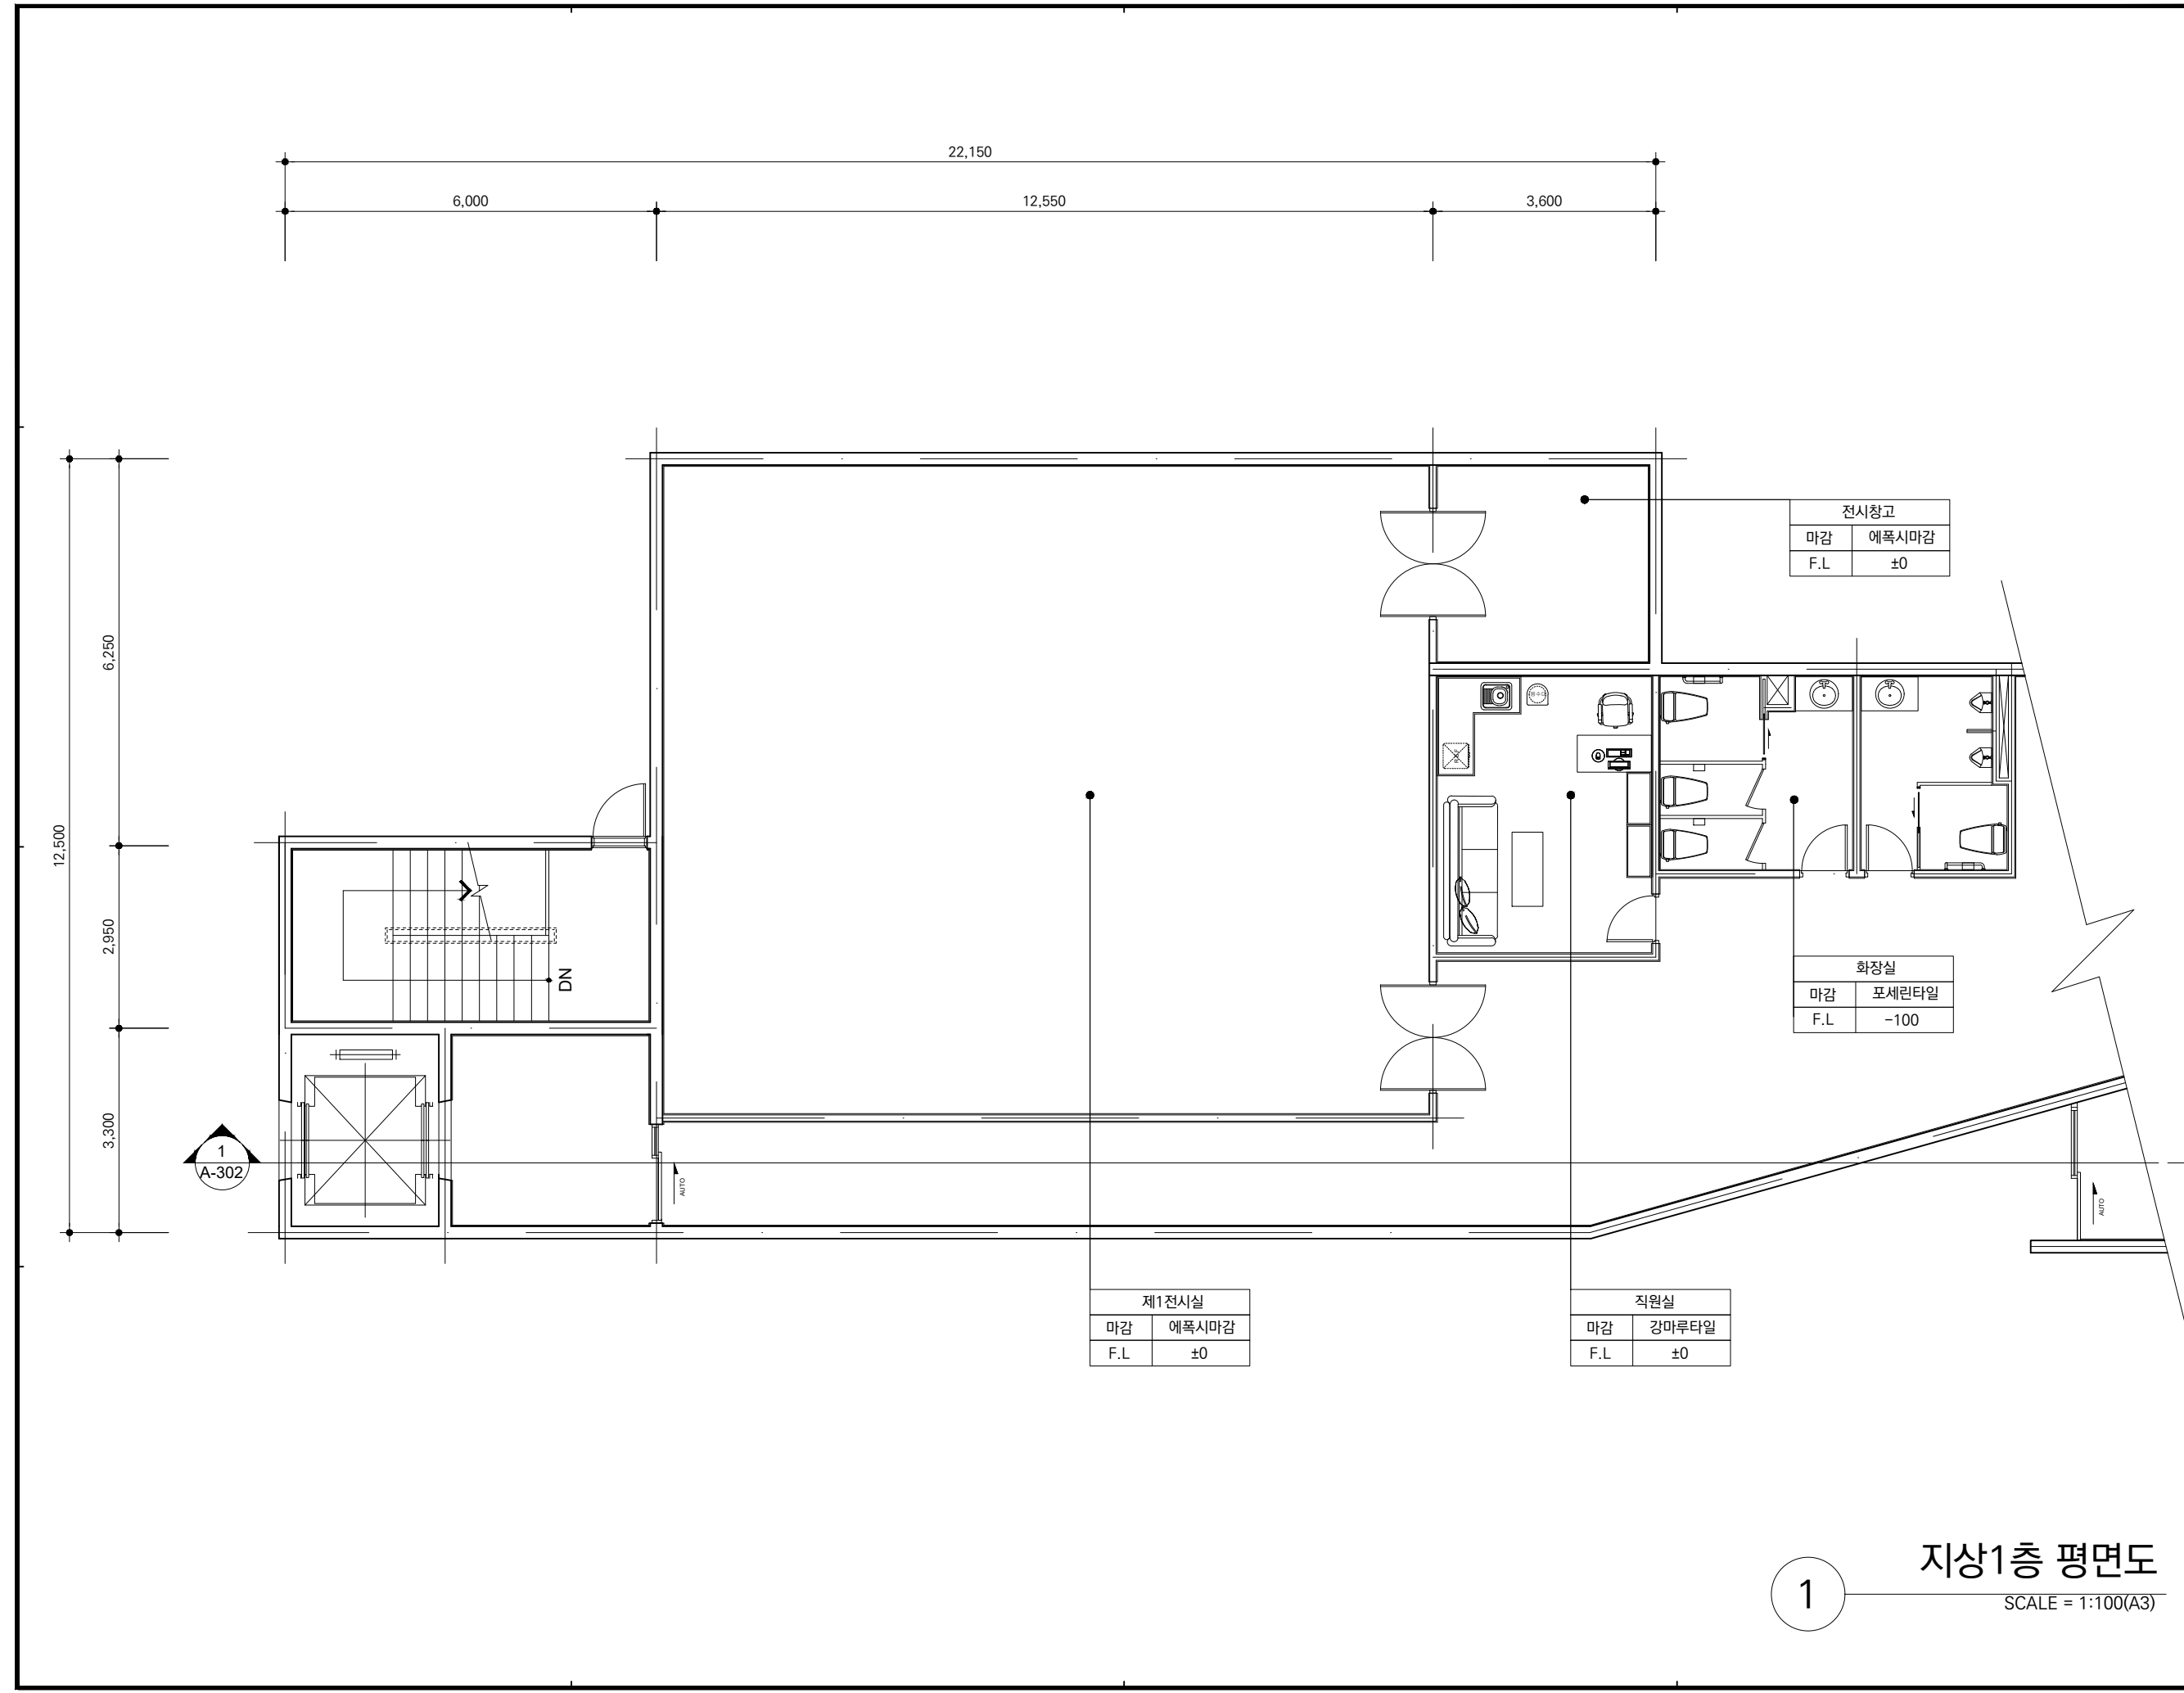 22,150
6,000
12,550
3,600
12,500
6,250
2,950
3,300
전시창고
마감 에폭시마감
F.L ±0
DN
화장실
마감 포세린타일
F.L -100
1
A-302
AUTO
AUTO
제1전시실
마감 에폭시마감
F.L ±0
직원실
마감 강마루타일
F.L ±0
1
지상1층 평면도
SCALE = 1:100(A3)